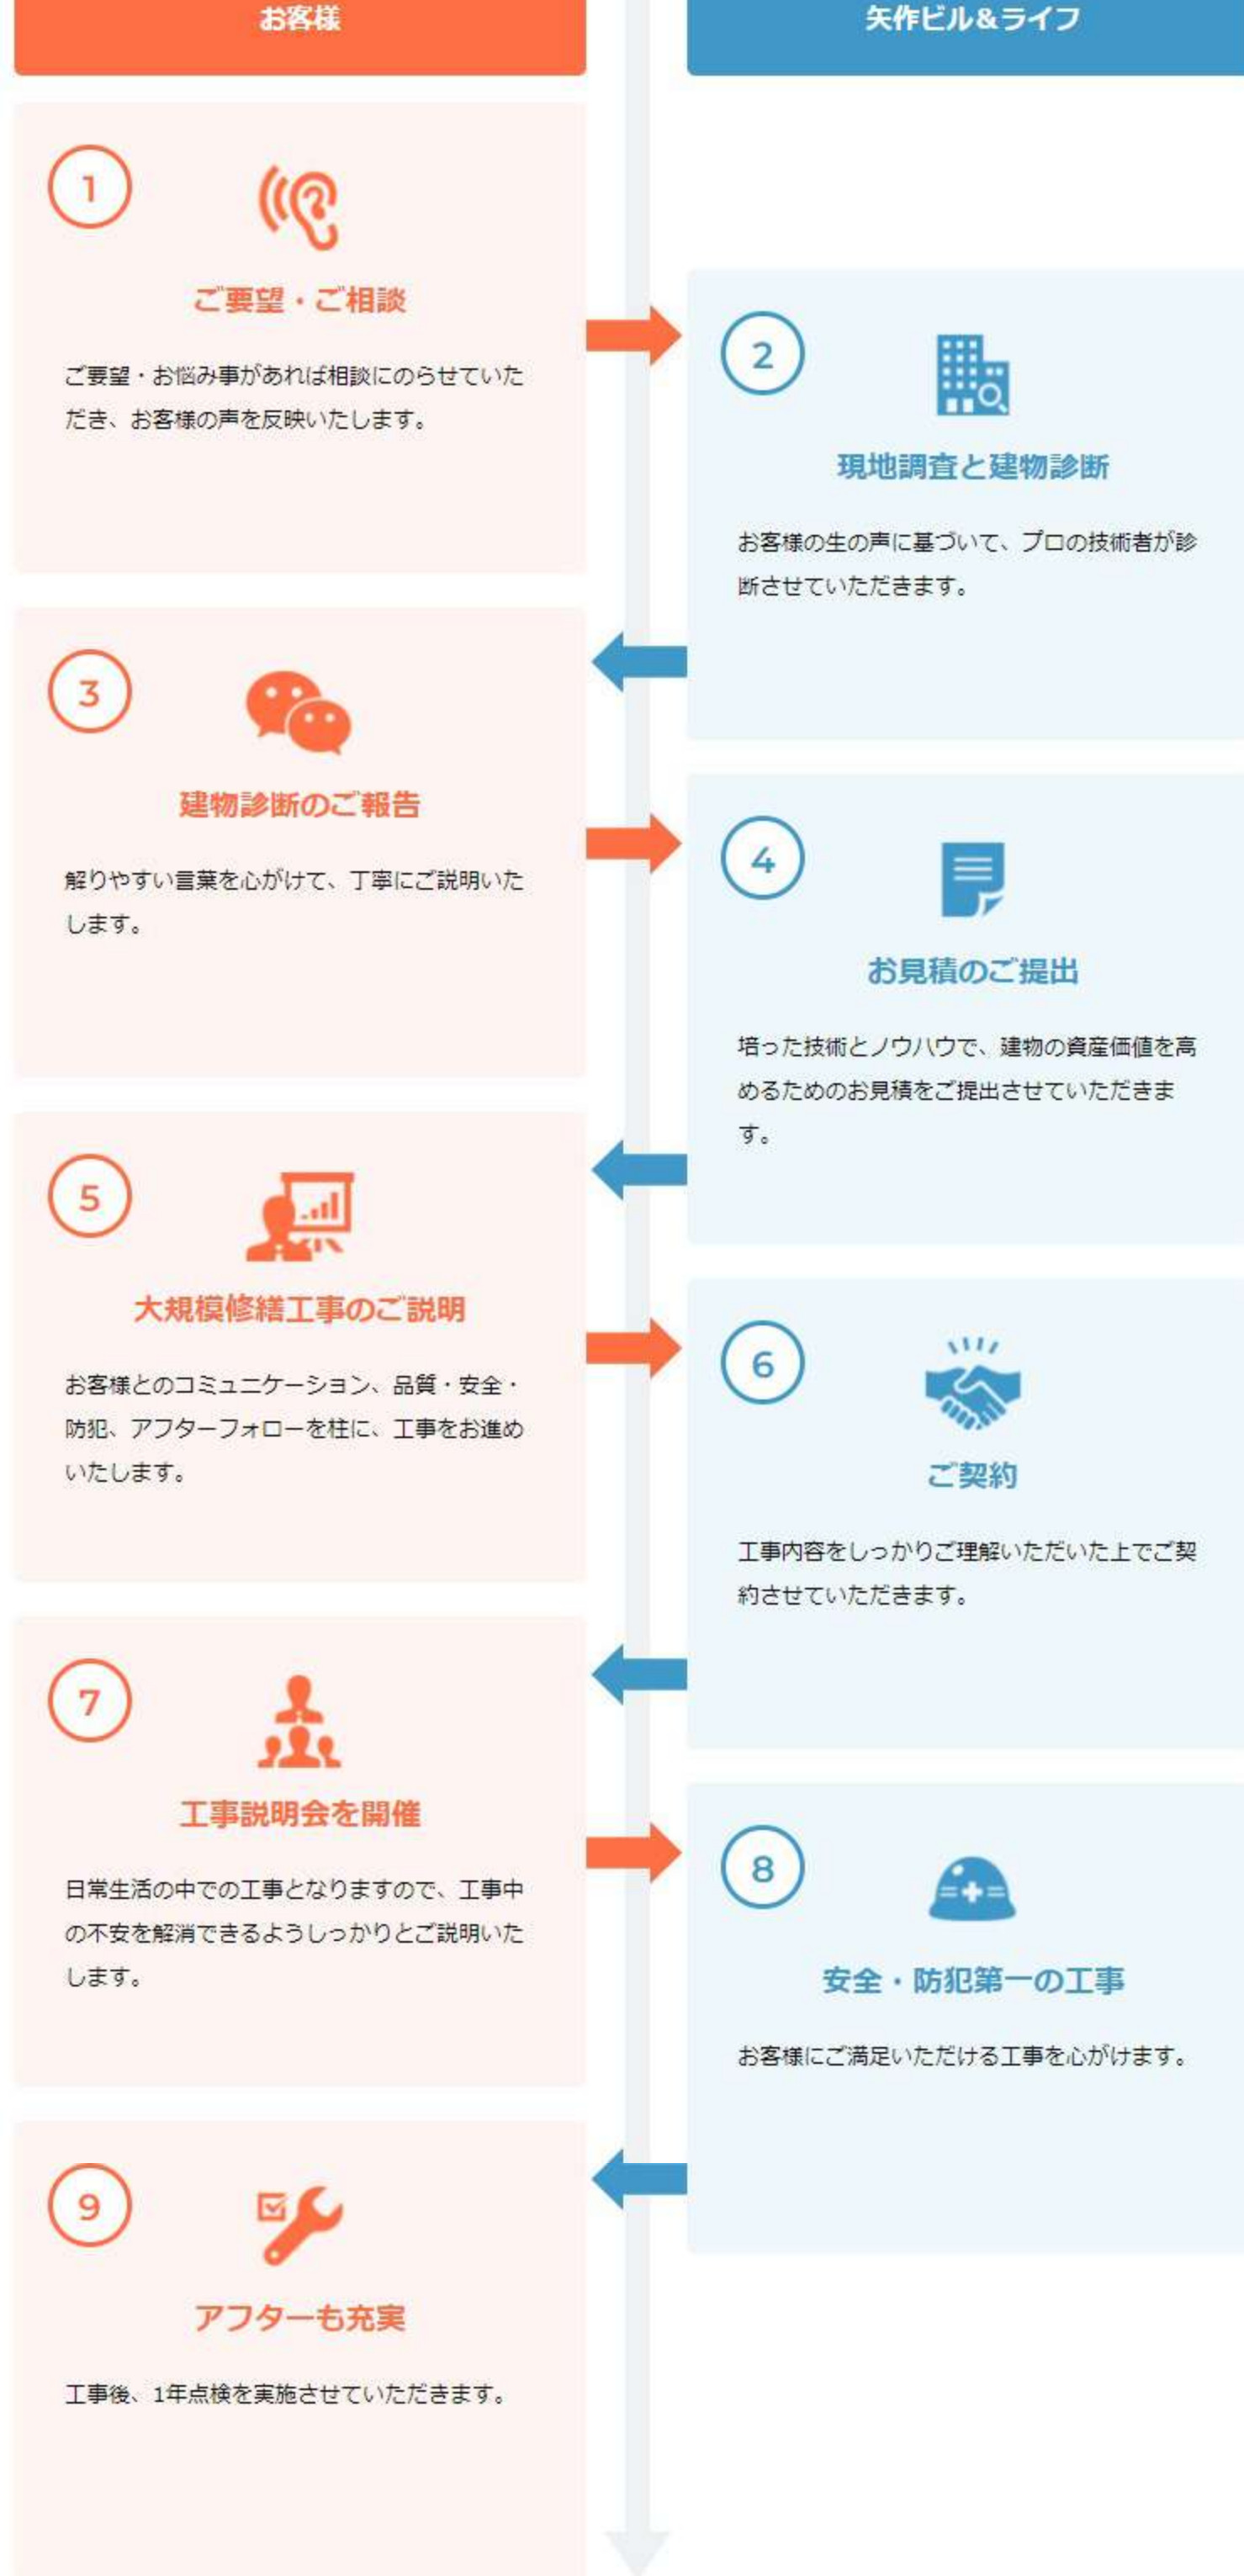 お客様
矢作ビル&ライフ
1
ご要望・ご相談
ご要望・お悩み事があれば相談にのらせていた
だき、お客様の声を反映いたします。
2
現地調査と建物診断
お客様の生の声に基づいて、プロの技術者が診
断させていただきます。
3
建物診断のご報告
解りやすい言葉を心がけて、丁寧にご説明いた
します。
4
お見積のご提出
培った技術とノウハウで、建物の資産価値を高
めるためのお見積をご提出させていただきま
す。
5
大規模修繕工事のご説明
お客様とのコミュニケーション、品質・安全・
防犯、アフターフォローを柱に、工事をお進め
いたします。
6
ご契約
工事内容をしっかりご理解いただいた上でご契
約させていただきます。
7
工事説明会を開催
日常生活の中での工事となりますので、工事中
の不安を解消できるようしっかりとご説明いた
します。
8
安全・防犯第一の工事
お客様にご満足いただける工事を心がけます。
9
アフターも充実
工事後、1年点検を実施させていただきます。